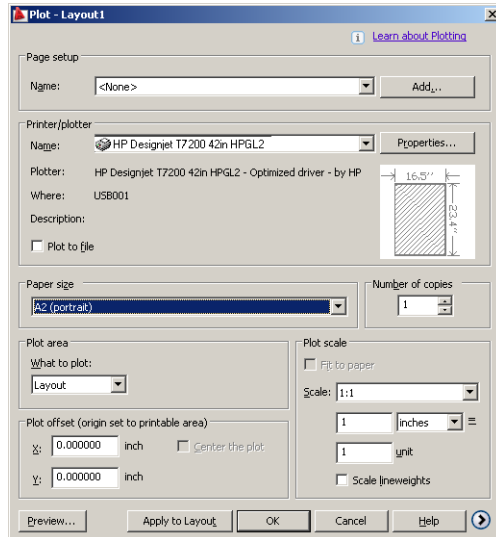 Plot - Layout1
Learn about Plotting
Page setup
Name: <None> Add...
Printer/plotter
Name: HP Designjet T7200 42in HPGL2 Properties...
Plotter: HP Designjet T7200 42in HPGL2 - Optimized driver - by HP
Where: USB001
Description:
Plot to file
16.5''
23.4''
Paper size
A2 (portrait)
Number of copies
1
Plot area
What to plot:
Layout
Plot offset (origin set to printable area)
X: 0.000000 inch Center the plot
Y: 0.000000 inch
Plot scale
Fit to paper
Scale: 1:1
1 inches =
1 unit
Scale lineweights
Preview... Apply to Layout OK Cancel Help